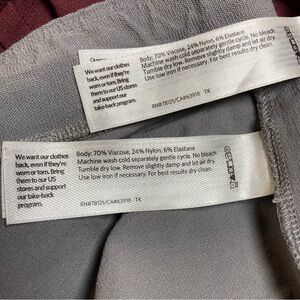 We want our clothes
back, even if they're
worn or torn. Bring
them to our US
stores and support
our take-back
program.
Body: 70% Viscose, 24% Nylon, 6% Elastane
Machine wash cold separately gentle cycle. No bleach
Tumble dry low. Remove slightly damp and let air dry.
Use low iron if necessary. For best results dry clean.
RN#78121/CA#63918 TK
We want our clothes
back, even if they're
worn or torn. Bring
them to our US
stores and support
our take-back
program.
Body: 70% Viscose, 24% Nylon, 6% Elastane
Machine wash cold separately gentle cycle. No bleach
Tumble dry low. Remove slightly damp and let air dry.
Use low iron if necessary. For best results dry clean.
RN#78121/CA#63918 TK